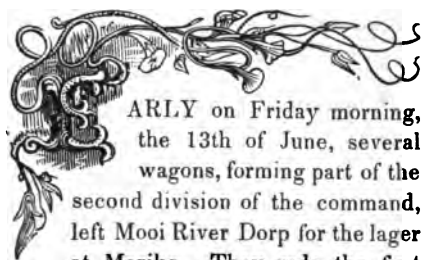 EARLY on Friday morning,
the 13th of June, several
wagons, forming part of the
second division of the command,
left Mooi River Dorp for the lager